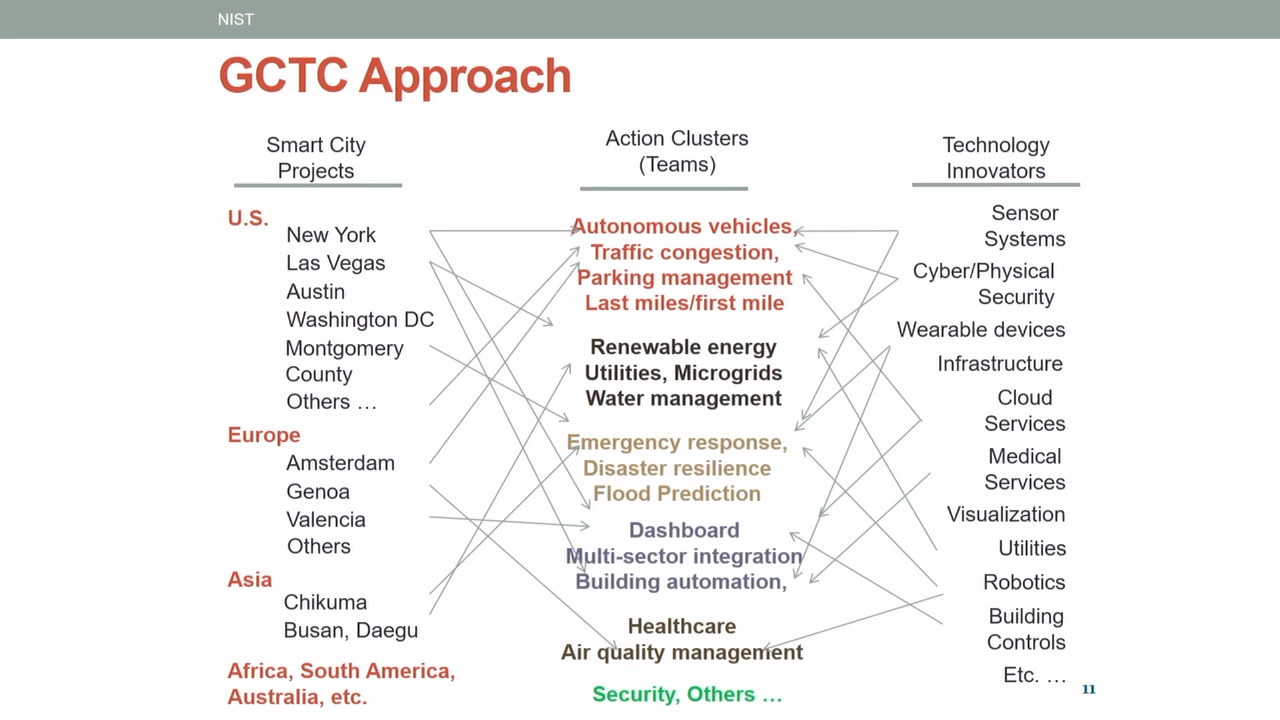 NIST
GCTC Approach
Smart City
Projects
U.S.
New York
Las Vegas
Austin
Washington DC
Montgomery
County
Others …
Europe
Amsterdam
Genoa
Valencia
Others
Asia
Chikuma
Busan, Daegu
Africa, South America,
Australia, etc.
Action Clusters
(Teams)
Autonomous vehicles,
Traffic congestion,
Parking management
Last miles/first mile
Renewable energy
Utilities, Microgrids
Water management
Emergency response,
Disaster resilience
Flood Prediction
Dashboard
Multi-sector integration
Building automation,
Healthcare
Air quality management
Security, Others …
Technology
Innovators
Sensor
Systems
Cyber/Physical
Security
Wearable devices
Infrastructure
Cloud
Services
Medical
Services
Visualization
Utilities
Robotics
Building
Controls
Etc. …
11